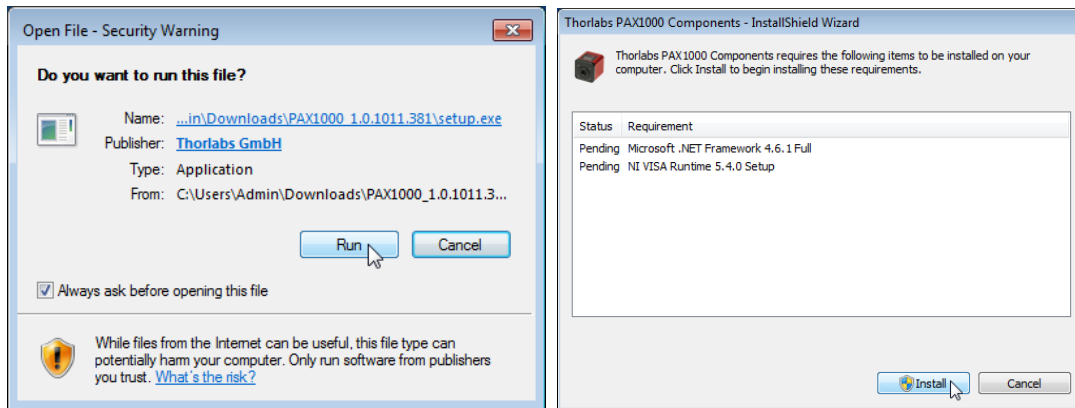 Open File - Security Warning
Do you want to run this file?
Name: ...in\Downloads\PAX1000_1.0.1011.381\setup.exe
Publisher: Thorlabs GmbH
Type: Application
From: C:\Users\Admin\Downloads\PAX1000_1.0.1011.3...
Run
Cancel
Always ask before opening this file
While files from the Internet can be useful, this file type can
potentially harm your computer. Only run software from publishers
you trust. What's the risk?
Thorlabs PAX1000 Components - InstallShield Wizard
Thorlabs PAX1000 Components requires the following items to be installed on your
computer. Click Install to begin installing these requirements.
Status Requirement
Pending Microsoft .NET Framework 4.6.1 Full
Pending NI VISA Runtime 5.4.0 Setup
Install
Cancel